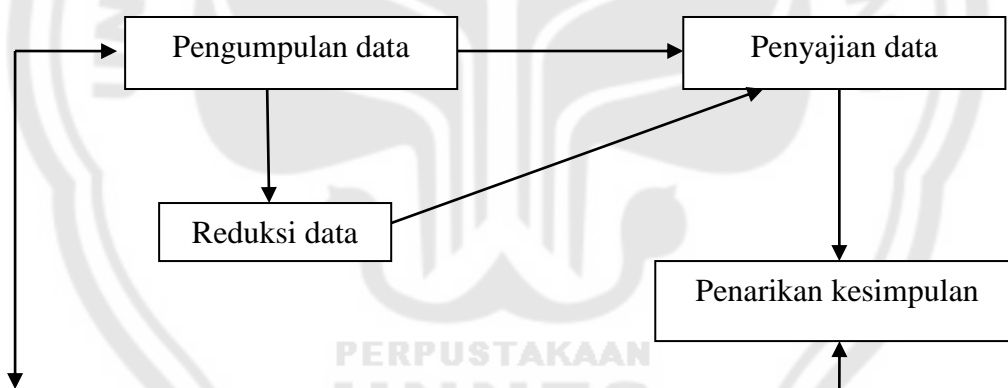 Pengumpulan data
Penyajian data
Reduksi data
Penarikan kesimpulan
PERPUSTAKAAN